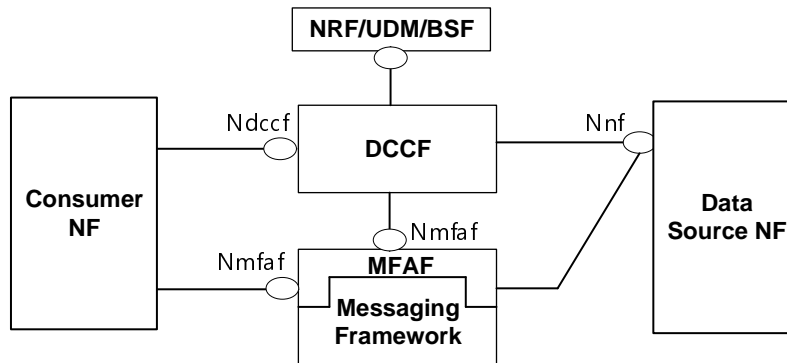 NRF/UDM/BSF
Ndccf
DCCF
Nnf
Consumer
NF
Data
Source NF
Nmfaf
Nmfaf
MFAF
Messaging
Framework